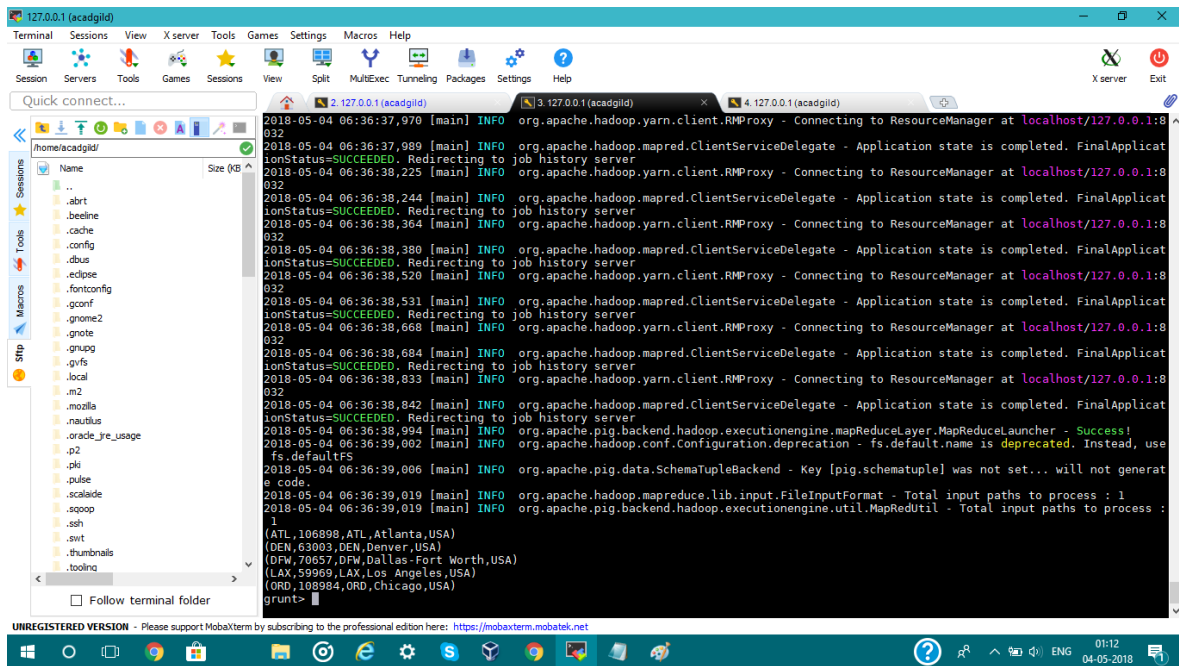 127.0.0.1 (acadgild)
Terminal Sessions View X server Tools Games Settings Macros Help
Session Servers Tools Games Sessions View Split MultiExec Tunneling Packages Settings Help X server Exit
Quick connect...
2. 127.0.0.1 (acadgild)
3. 127.0.0.1 (acadgild)
4. 127.0.0.1 (acadgild)
/home/acadgild/
Name Size (KB
..
.abrt
.beeline
.cache
.config
.dbus
.eclipse
.fontconfig
.gconf
.gnome2
.gnote
.gnupg
.gvfs
.local
.m2
.mozilla
.nautilus
.oracle_jre_usage
.p2
.pki
.pulse
.scalaide
.sqoop
.ssh
.swt
.thumbnails
.tooling
Sessions
Tools
Macros
Sftp
Follow terminal folder
2018-05-04 06:36:37,970 [main] INFO org.apache.hadoop.yarn.client.RMProxy - Connecting to ResourceManager at localhost/127.0.0.1:8
032
2018-05-04 06:36:37,989 [main] INFO org.apache.hadoop.mapred.ClientServiceDelegate - Application state is completed. FinalApplicat
ionStatus=SUCCEEDED. Redirecting to job history server
2018-05-04 06:36:38,225 [main] INFO org.apache.hadoop.yarn.client.RMProxy - Connecting to ResourceManager at localhost/127.0.0.1:8
032
2018-05-04 06:36:38,244 [main] INFO org.apache.hadoop.mapred.ClientServiceDelegate - Application state is completed. FinalApplicat
ionStatus=SUCCEEDED. Redirecting to job history server
2018-05-04 06:36:38,364 [main] INFO org.apache.hadoop.yarn.client.RMProxy - Connecting to ResourceManager at localhost/127.0.0.1:8
032
2018-05-04 06:36:38,380 [main] INFO org.apache.hadoop.mapred.ClientServiceDelegate - Application state is completed. FinalApplicat
ionStatus=SUCCEEDED. Redirecting to job history server
2018-05-04 06:36:38,520 [main] INFO org.apache.hadoop.yarn.client.RMProxy - Connecting to ResourceManager at localhost/127.0.0.1:8
032
2018-05-04 06:36:38,531 [main] INFO org.apache.hadoop.mapred.ClientServiceDelegate - Application state is completed. FinalApplicat
ionStatus=SUCCEEDED. Redirecting to job history server
2018-05-04 06:36:38,668 [main] INFO org.apache.hadoop.yarn.client.RMProxy - Connecting to ResourceManager at localhost/127.0.0.1:8
032
2018-05-04 06:36:38,684 [main] INFO org.apache.hadoop.mapred.ClientServiceDelegate - Application state is completed. FinalApplicat
ionStatus=SUCCEEDED. Redirecting to job history server
2018-05-04 06:36:38,833 [main] INFO org.apache.hadoop.yarn.client.RMProxy - Connecting to ResourceManager at localhost/127.0.0.1:8
032
2018-05-04 06:36:38,842 [main] INFO org.apache.hadoop.mapred.ClientServiceDelegate - Application state is completed. FinalApplicat
ionStatus=SUCCEEDED. Redirecting to job history server
2018-05-04 06:36:38,994 [main] INFO org.apache.pig.backend.hadoop.executionengine.mapReduceLayer.MapReduceLauncher - Success!
2018-05-04 06:36:39,002 [main] INFO org.apache.hadoop.conf.Configuration.deprecation - fs.default.name is deprecated. Instead, use
fs.defaultFS
2018-05-04 06:36:39,006 [main] INFO org.apache.pig.data.SchemaTupleBackend - Key [pig.schematuple] was not set... will not generat
e code.
2018-05-04 06:36:39,019 [main] INFO org.apache.hadoop.mapreduce.lib.input.FileInputFormat - Total input paths to process : 1
2018-05-04 06:36:39,019 [main] INFO org.apache.pig.backend.hadoop.executionengine.util.MapRedUtil - Total input paths to process :
1
(ATL,106898,ATL,Atlanta,USA)
(DEN,63003,DEN,Denver,USA)
(DFW,70657,DFW,Dallas-Fort Worth,USA)
(LAX,59969,LAX,Los Angeles,USA)
(ORD,108984,ORD,Chicago,USA)
grunt>
UNREGISTERED VERSION - Please support MobaXterm by subscribing to the professional edition here: https://mobaxterm.mobatek.net
ENG
01:12
04-05-2018